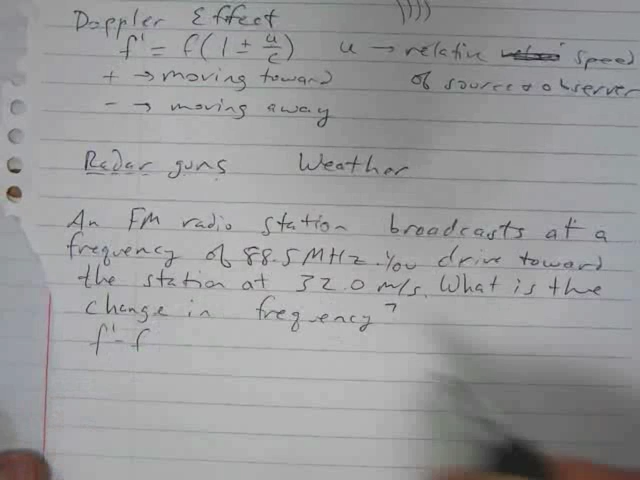 Doppler Effect
f' = f(1 ± u/c) u → relative speed
+ → moving toward of source & observer
- → moving away
Radar guns Weather
An FM radio station broadcasts at a
frequency of 88.5 MHz. You drive toward
the station at 32.0 m/s. What is the
change in frequency?
f' - f